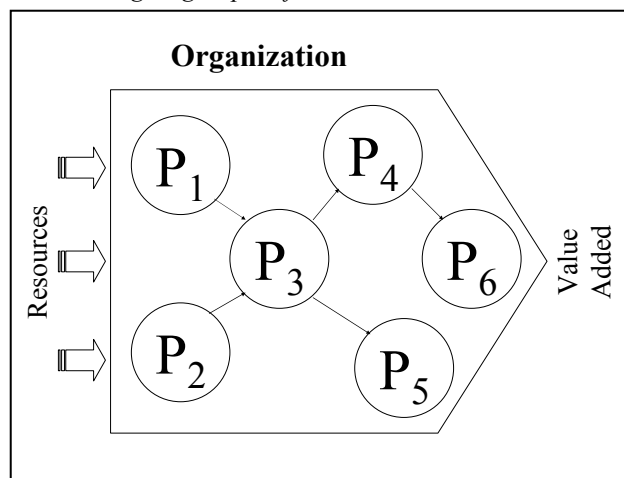 Organization
Resources
P1
P2
P3
P4
P5
P6
Value
Added